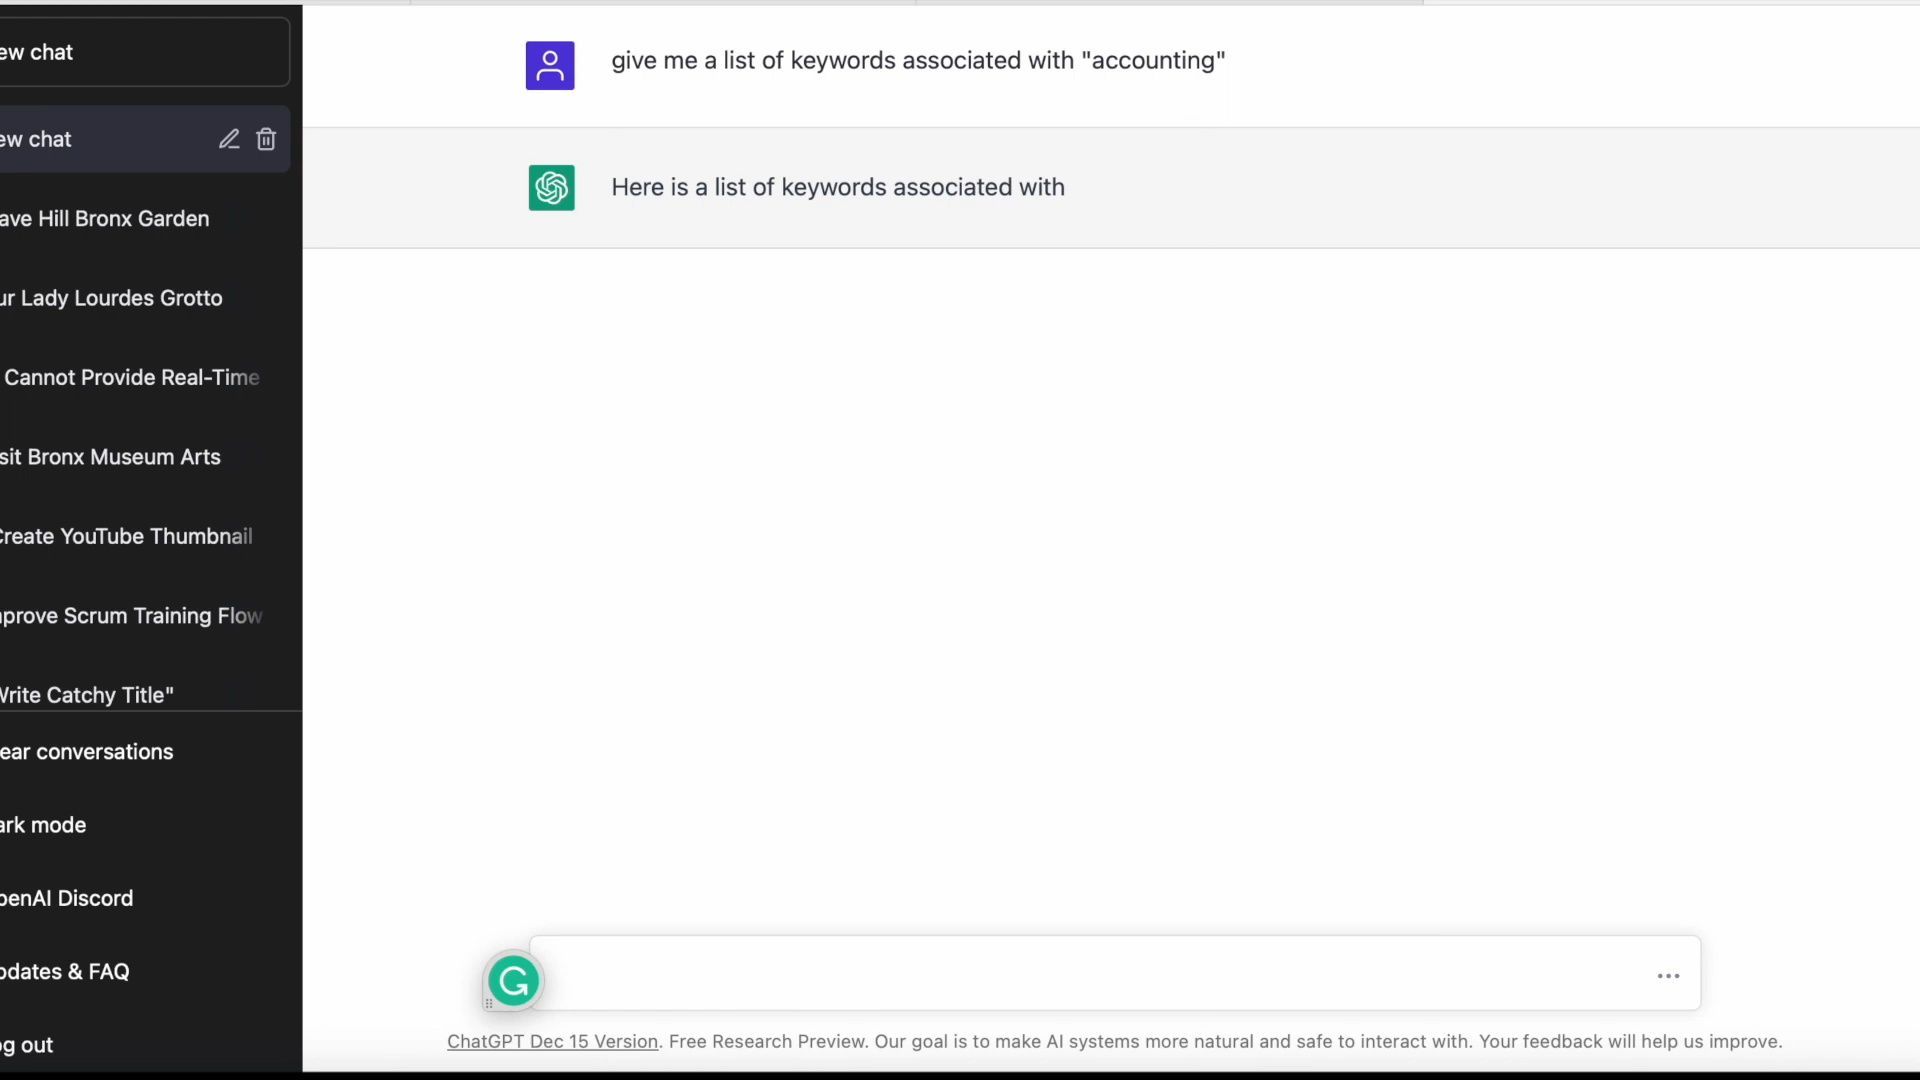 ew chat
ew chat
ave Hill Bronx Garden
ur Lady Lourdes Grotto
Cannot Provide Real-Time
sit Bronx Museum Arts
Create YouTube Thumbnail
nprove Scrum Training Flow
Write Catchy Title"
ear conversations
ark mode
penAI Discord
pdates & FAQ
og out
give me a list of keywords associated with "accounting"
Here is a list of keywords associated with
ChatGPT Dec 15 Version. Free Research Preview. Our goal is to make AI systems more natural and safe to interact with. Your feedback will help us improve.